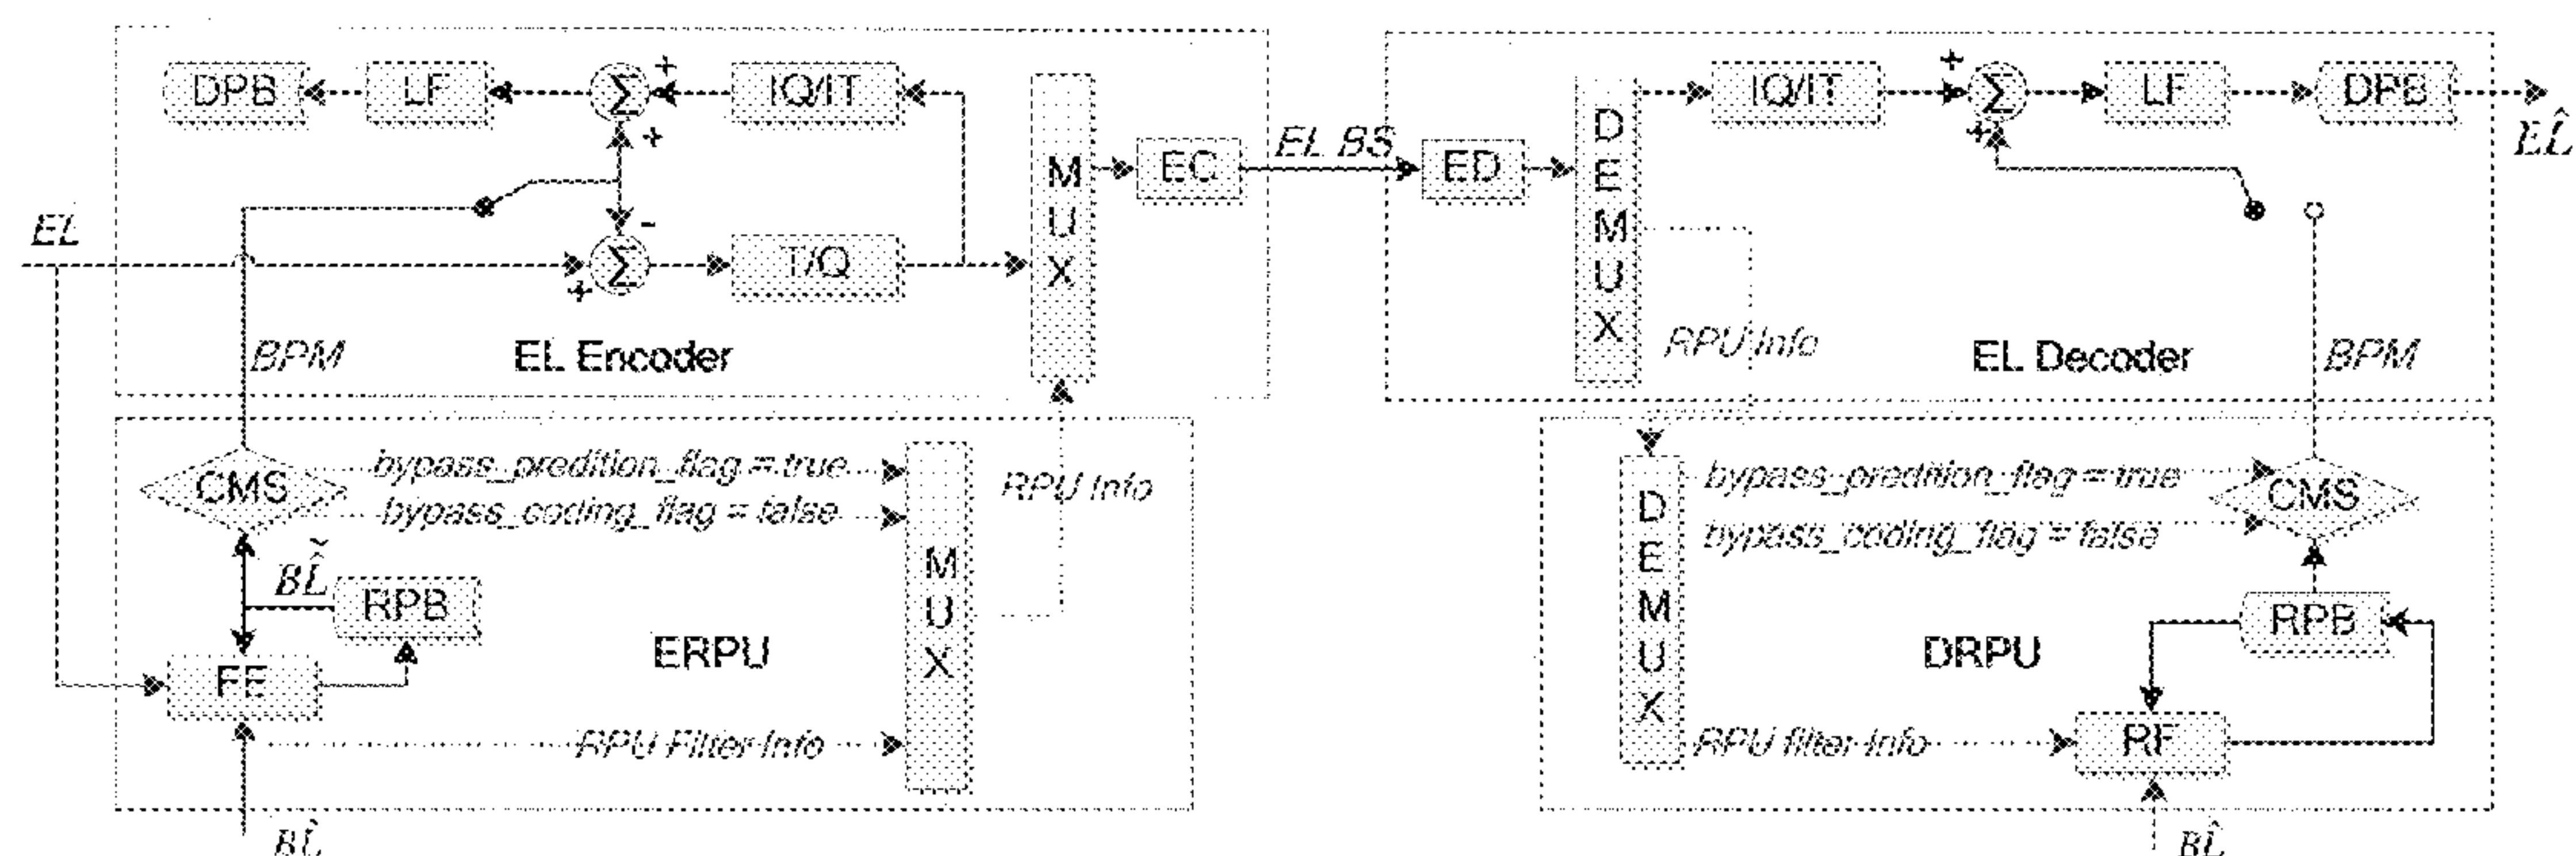 DPB LF Σ + IQ/IT
+
M U X
EC
EL BS
ED
D E M U X
IQ/IT + Σ LF DPB
+
EL̂
EL
-
+ Σ T/Q
BPM
EL Encoder
RPU Info
EL Decoder
BPM
CMS
bypass_predition_flag = true
bypass_coding_flag = false
RPU Info
M U X
BL̂̃
RPB
FE
ERPU
RPU Filter Info
BL̂
D E M U X
bypass_predition_flag = true
bypass_coding_flag = false
CMS
RPB
DRPU
RPU filter Info
RF
BL̂